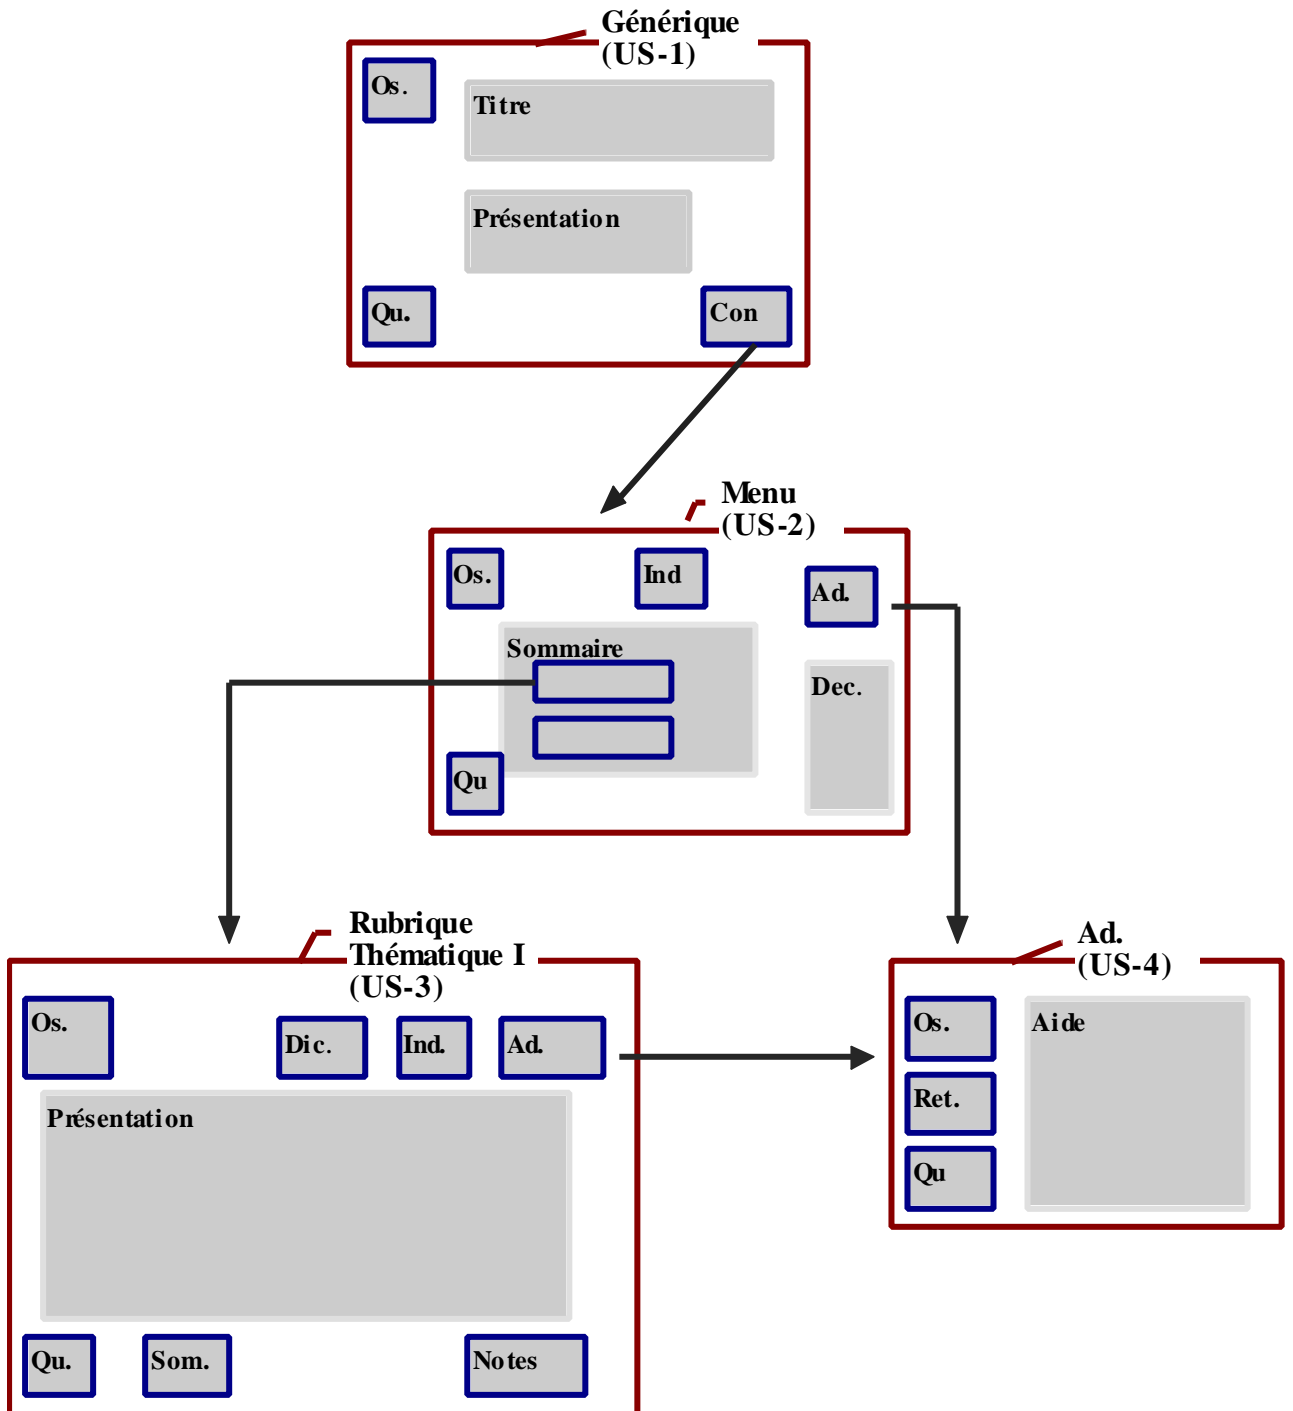 Générique
(US-1)
Os.
Titre
Présentation
Qu.
Con
Menu
(US-2)
Os.
Ind
Ad.
Sommaire
Dec.
Qu
Rubrique
Thématique I
(US-3)
Os.
Dic.
Ind.
Ad.
Présentation
Qu.
Som.
Notes
Ad.
(US-4)
Os.
Aide
Ret.
Qu